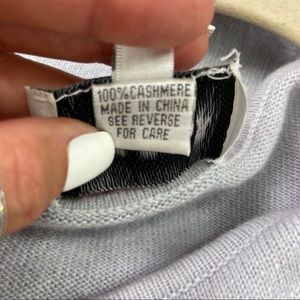 100% CASHMERE
MADE IN CHINA
SEE REVERSE
FOR CARE